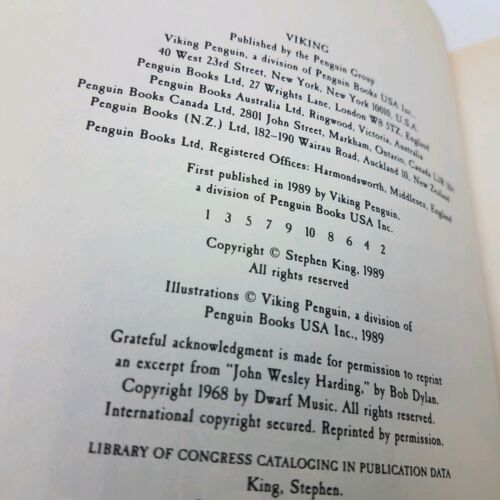 VIKING
Published by the Penguin Group
Viking Penguin, a division of Penguin Books USA Inc.,
40 West 23rd Street, New York, New York 10010, U.S.A.
Penguin Books Ltd, 27 Wrights Lane, London W8 5TZ, England
Penguin Books Australia Ltd, Ringwood, Victoria, Australia
Penguin Books Canada Ltd, 2801 John Street, Markham, Ontario, Canada L3R
Penguin Books (N.Z.) Ltd, 182–190 Wairau Road, Auckland 10, New Zealand
Penguin Books Ltd, Registered Offices: Harmondsworth, Middlesex, England
First published in 1989 by Viking Penguin,
a division of Penguin Books USA Inc.
1 3 5 7 9 10 8 6 4 2
Copyright © Stephen King, 1989
All rights reserved
Illustrations © Viking Penguin, a division of
Penguin Books USA Inc., 1989
Grateful acknowledgment is made for permission to reprint
an excerpt from "John Wesley Harding," by Bob Dylan.
Copyright 1968 by Dwarf Music. All rights reserved.
International copyright secured. Reprinted by permission.
LIBRARY OF CONGRESS CATALOGING IN PUBLICATION DATA
King, Stephen.